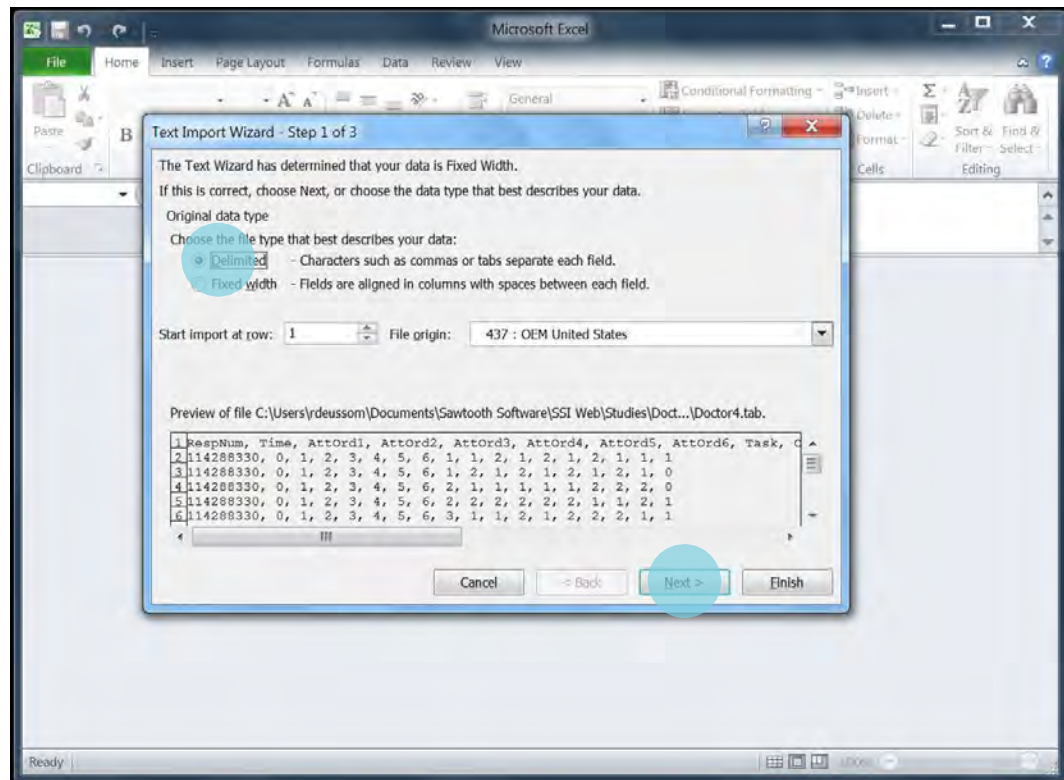 Microsoft Excel
File Home Insert Page Layout Formulas Data Review View
General Conditional Formatting Insert
Delete
Paste B Format Sort & Find &
Filter Select
Clipboard Cells Editing
Text Import Wizard - Step 1 of 3
The Text Wizard has determined that your data is Fixed Width.
If this is correct, choose Next, or choose the data type that best describes your data.
Original data type
Choose the file type that best describes your data:
Delimited - Characters such as commas or tabs separate each field.
Fixed width - Fields are aligned in columns with spaces between each field.
Start import at row: 1 File origin: 437 : OEM United States
Preview of file C:\Users\rdeussom\Documents\Sawtooth Software\SSI Web\Studies\Doct...\Doctor4.tab.
1 RespNum, Time, AttOrd1, AttOrd2, AttOrd3, AttOrd4, AttOrd5, AttOrd6, Task, C
2 114288330, 0, 1, 2, 3, 4, 5, 6, 1, 1, 2, 1, 2, 1, 2, 1, 1, 1
3 114288330, 0, 1, 2, 3, 4, 5, 6, 1, 2, 1, 2, 1, 2, 1, 2, 1, 0
4 114288330, 0, 1, 2, 3, 4, 5, 6, 2, 1, 1, 1, 1, 1, 2, 2, 2, 0
5 114288330, 0, 1, 2, 3, 4, 5, 6, 2, 2, 2, 2, 2, 2, 1, 1, 2, 1
6 114288330, 0, 1, 2, 3, 4, 5, 6, 3, 1, 1, 2, 1, 2, 2, 2, 1, 1
Cancel < Back Next > Finish
Ready 100%